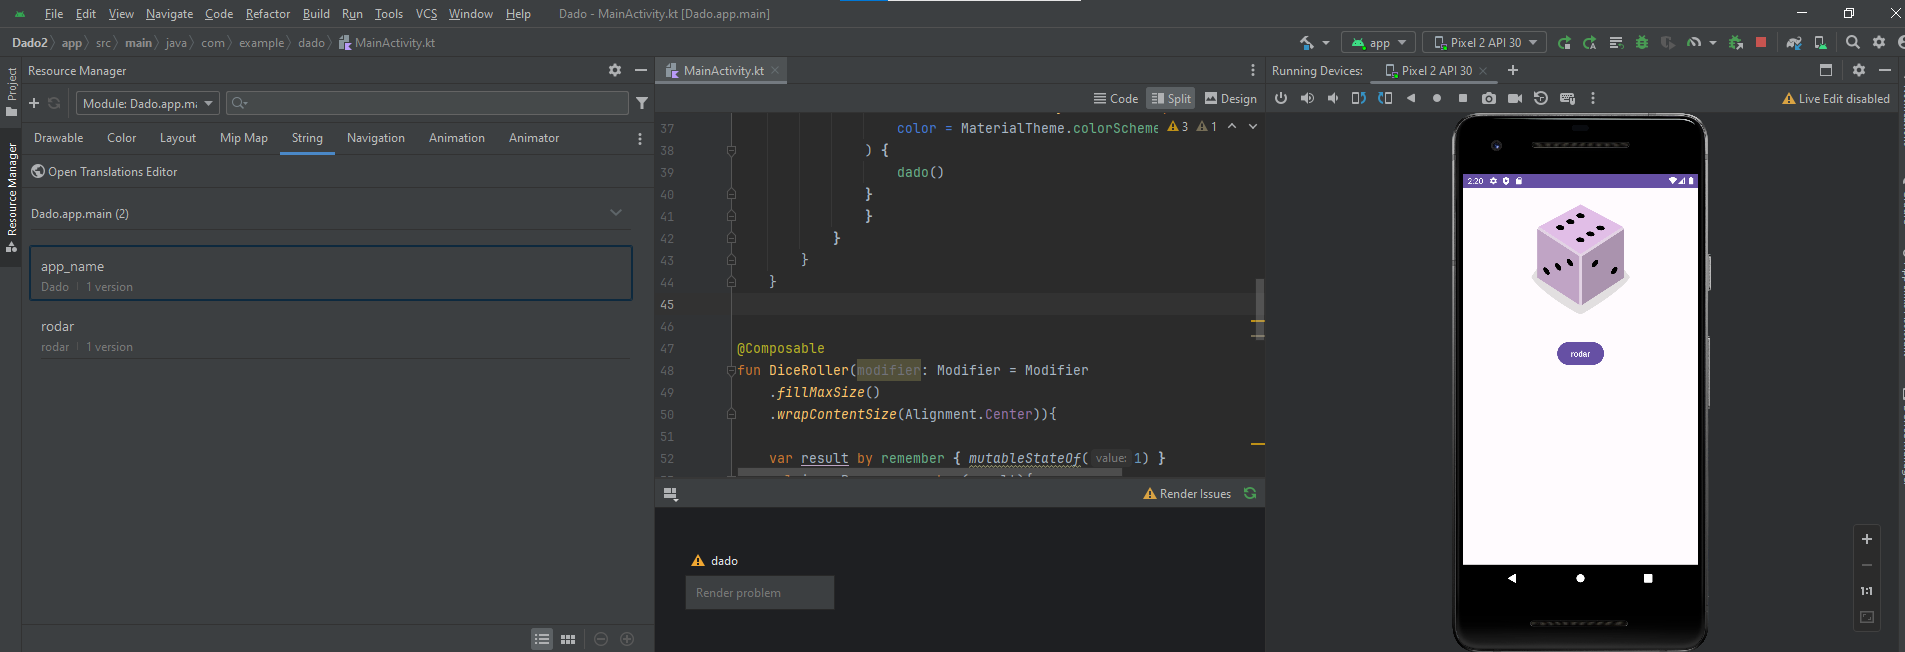 File Edit View Navigate Code Refactor Build Run Tools VCS Window Help Dado - MainActivity.kt [Dado.app.main]
Dado2 app src main java com example dado MainActivity.kt
app Pixel 2 API 30
Project
Resource Manager
Resource Manager
Module: Dado.app.ma
Drawable Color Layout Mip Map String Navigation Animation Animator
Open Translations Editor
Dado.app.main (2)
app_name
Dado | 1 version
rodar
rodar | 1 version
MainActivity.kt
Code Split Design
3 1
37 color = MaterialTheme.colorScheme
38 ) {
39 dado()
40 }
41 }
42 }
43 }
44 }
45
46
47 @Composable
48 fun DiceRoller(modifier: Modifier = Modifier
49 .fillMaxSize()
50 .wrapContentSize(Alignment.Center)){
51
52 var result by remember { mutableStateOf( value: 1) }
Render Issues
dado
Render problem
Running Devices: Pixel 2 API 30
Live Edit disabled
2:20
rodar
1:1